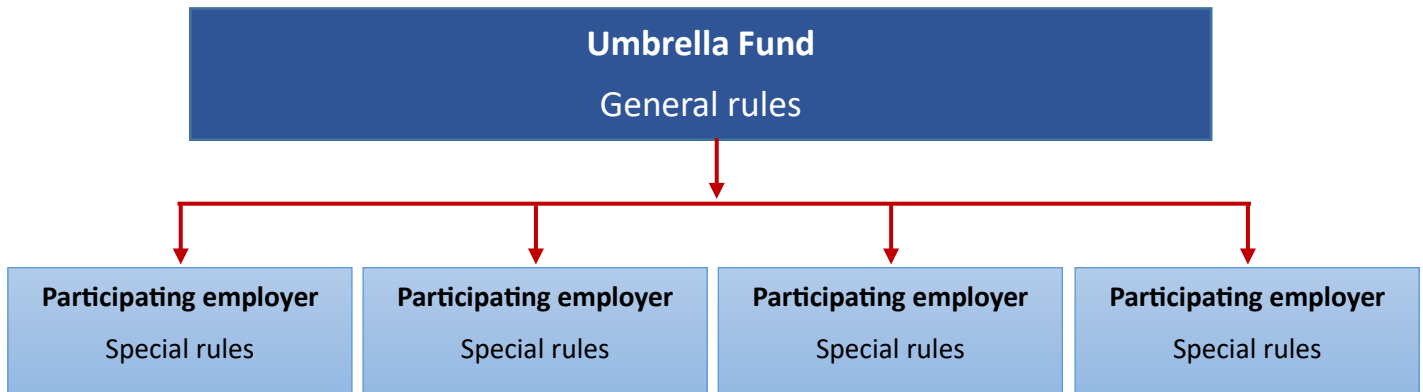 Umbrella Fund
General rules
Participating employer
Special rules
Participating employer
Special rules
Participating employer
Special rules
Participating employer
Special rules